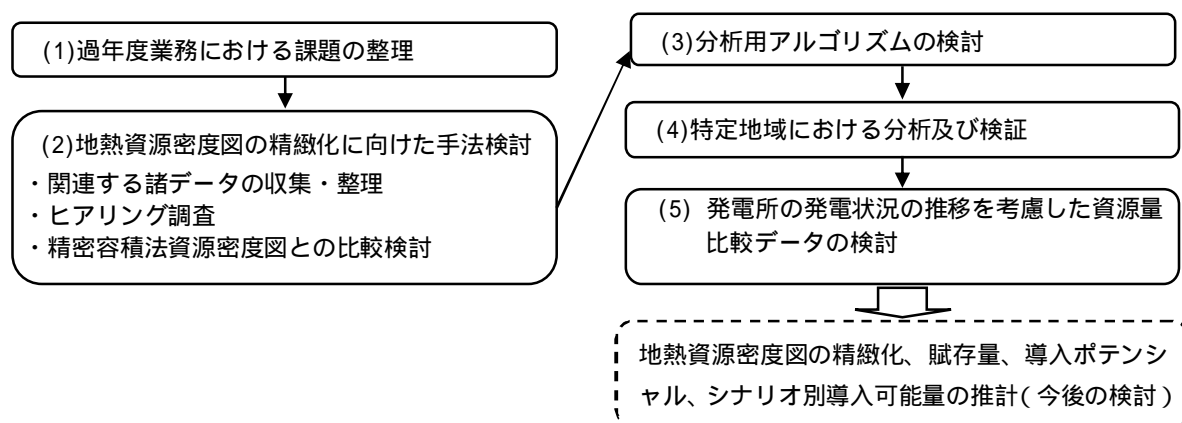 (1)過年度業務における課題の整理
(2)地熱資源密度図の精緻化に向けた手法検討
・関連する諸データの収集・整理
・ヒアリング調査
・精密容積法資源密度図との比較検討
(3)分析用アルゴリズムの検討
(4)特定地域における分析及び検証
(5) 発電所の発電状況の推移を考慮した資源量
比較データの検討
地熱資源密度図の精緻化、賦存量、導入ポテンシ
ャル、シナリオ別導入可能量の推計(今後の検討)